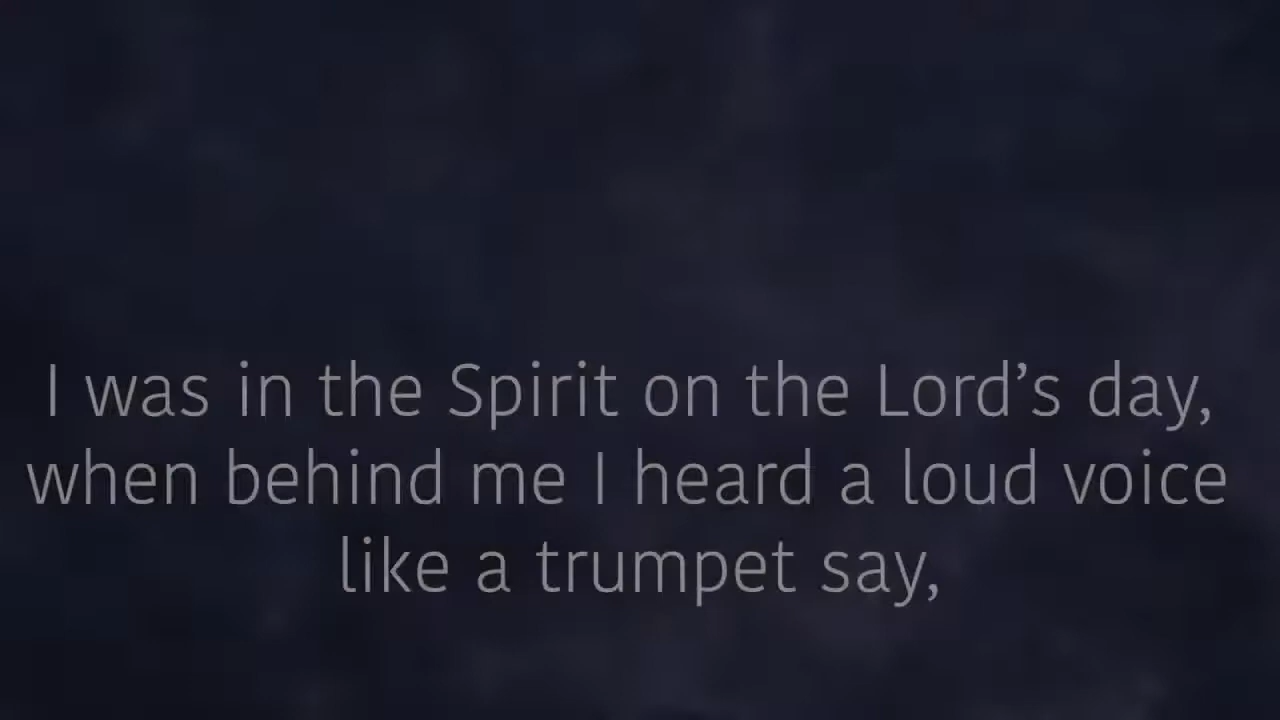 I was in the Spirit on the Lord’s day,
when behind me I heard a loud voice
like a trumpet say,